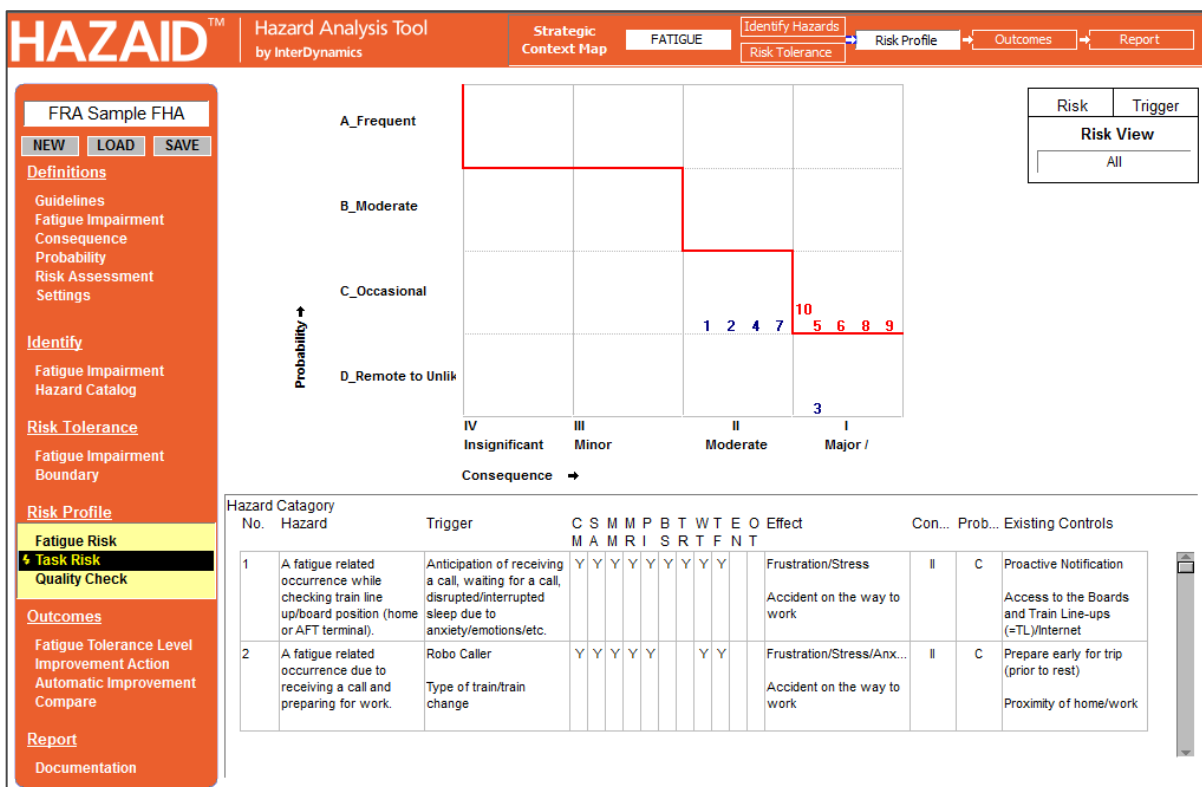 HAZAID™
Hazard Analysis Tool
by InterDynamics
Strategic
Context Map
FATIGUE
Identify Hazards
Risk Tolerance
Risk Profile
Outcomes
Report
FRA Sample FHA
NEW LOAD SAVE
Definitions
Guidelines
Fatigue Impairment
Consequence
Probability
Risk Assessment
Settings
Identify
Fatigue Impairment
Hazard Catalog
Risk Tolerance
Fatigue Impairment
Boundary
Risk Profile
Fatigue Risk
Task Risk
Quality Check
Outcomes
Fatigue Tolerance Level
Improvement Action
Automatic Improvement
Compare
Report
Documentation
Risk Trigger
Risk View
All
Probability
A_Frequent
B_Moderate
C_Occasional
D_Remote to Unlik
10
1 2 4 7 5 6 8 9
3
IV III II I
Insignificant Minor Moderate Major /
Consequence
Hazard Catagory
No. Hazard Trigger C S M M P B T W T E O Effect Con... Prob... Existing Controls
M A M R I S R T F N T
1 A fatigue related Anticipation of receiving Y Y Y Y Y Y Y Y Y Frustration/Stress II C Proactive Notification
occurrence while a call, waiting for a call,
checking train line disrupted/interrupted Accident on the way to Access to the Boards
up/board position (home sleep due to work and Train Line-ups
or AFT terminal). anxiety/emotions/etc. (=TL)/Internet
2 A fatigue related Robo Caller Y Y Y Y Y Y Y Frustration/Stress/Anx... II C Prepare early for trip
occurrence due to (prior to rest)
receiving a call and Type of train/train Accident on the way to
preparing for work. change work Proximity of home/work